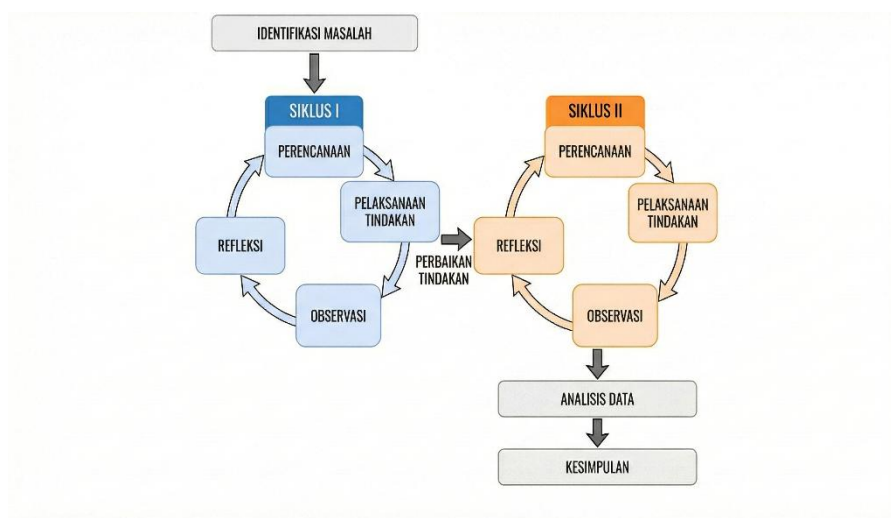 IDENTIFIKASI MASALAH
SIKLUS I
PERENCANAAN
PELAKSANAAN
TINDAKAN
OBSERVASI
REFLEKSI
PERBAIKAN
TINDAKAN
SIKLUS II
PERENCANAAN
PELAKSANAAN
TINDAKAN
OBSERVASI
REFLEKSI
ANALISIS DATA
KESIMPULAN